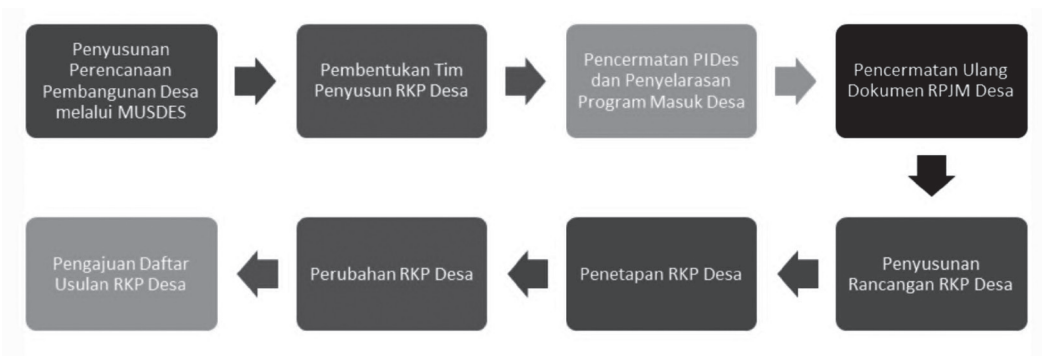 Penyusunan
Perencanaan
Pembangunan Desa
melalui MUSDES
Pembentukan Tim
Penyusun RKP Desa
Pencermatan PIDes
dan Penyelarasan
Program Masuk Desa
Pencermatan Ulang
Dokumen RPJM Desa
Penyusunan
Rancangan RKP Desa
Penetapan RKP Desa
Perubahan RKP Desa
Pengajuan Daftar
Usulan RKP Desa